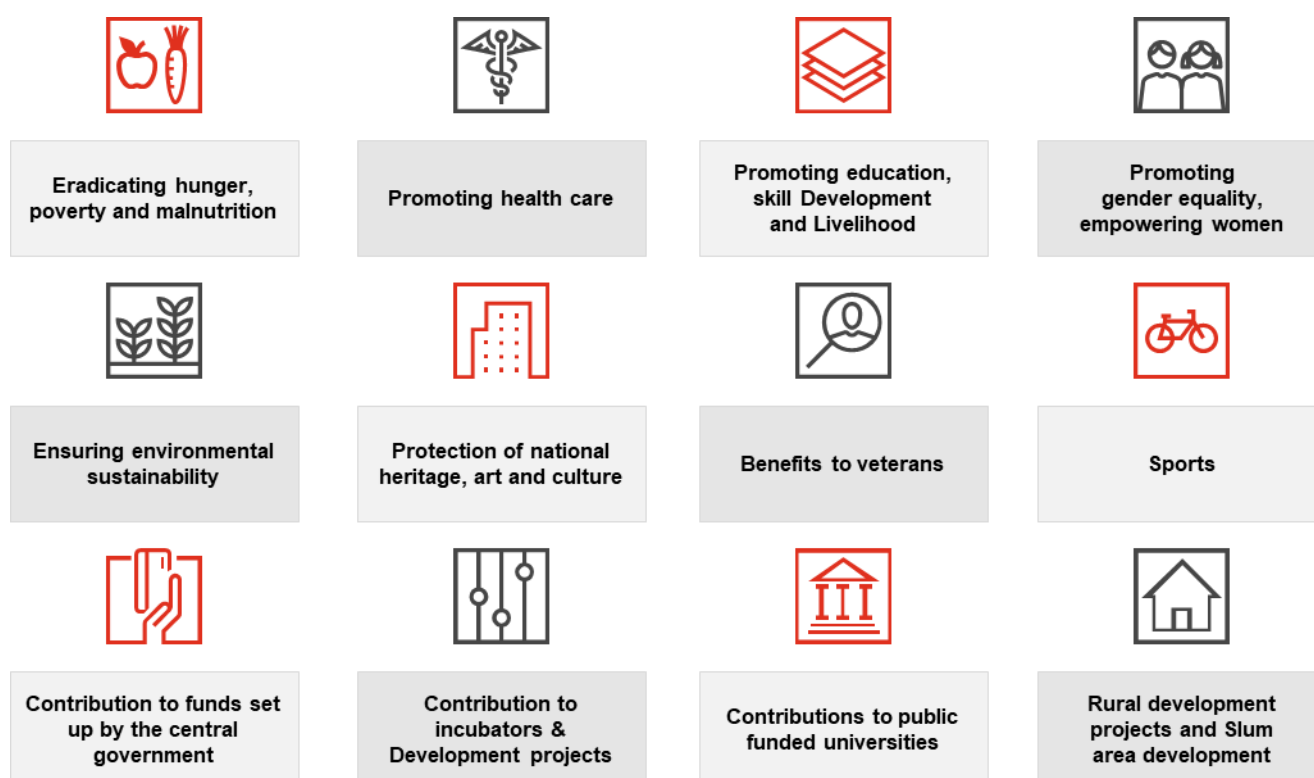 Eradicating hunger,
poverty and malnutrition
Promoting health care
Promoting education,
skill Development
and Livelihood
Promoting
gender equality,
empowering women
Ensuring environmental
sustainability
Protection of national
heritage, art and culture
Benefits to veterans
Sports
Contribution to funds set
up by the central
government
Contribution to
incubators &
Development projects
Contributions to public
funded universities
Rural development
projects and Slum
area development